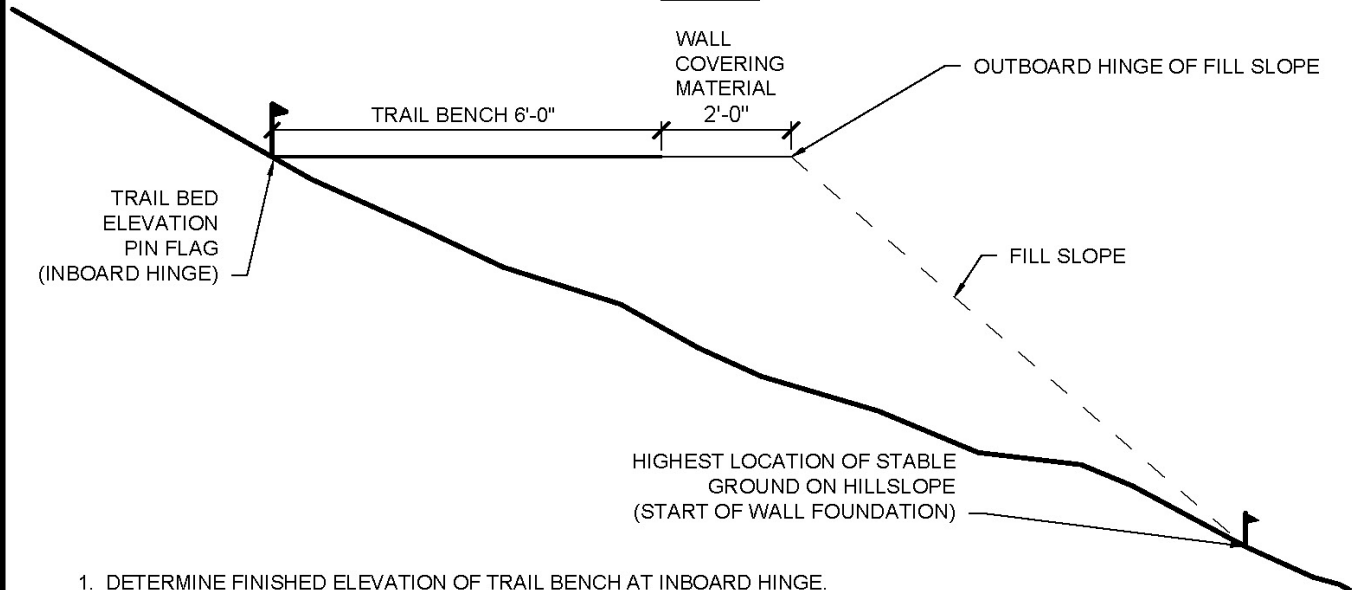 WALL
COVERING
MATERIAL
2'-0"
TRAIL BENCH 6'-0"
OUTBOARD HINGE OF FILL SLOPE
TRAIL BED
ELEVATION
PIN FLAG
(INBOARD HINGE)
FILL SLOPE
HIGHEST LOCATION OF STABLE
GROUND ON HILLSLOPE
(START OF WALL FOUNDATION)
1. DETERMINE FINISHED ELEVATION OF TRAIL BENCH AT INBOARD HINGE.